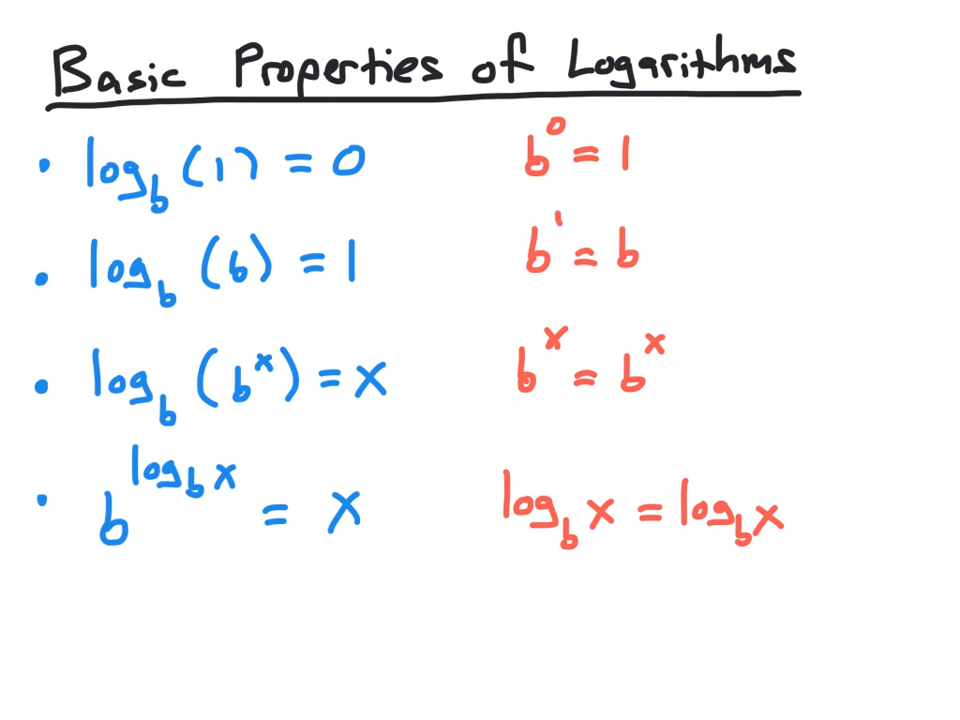 Basic Properties of Logarithms
• log_b (1) = 0 b^0 = 1
• log_b (b) = 1 b^1 = b
• log_b (b^x) = x b^x = b^x
• b^(log_b x) = x log_b x = log_b x